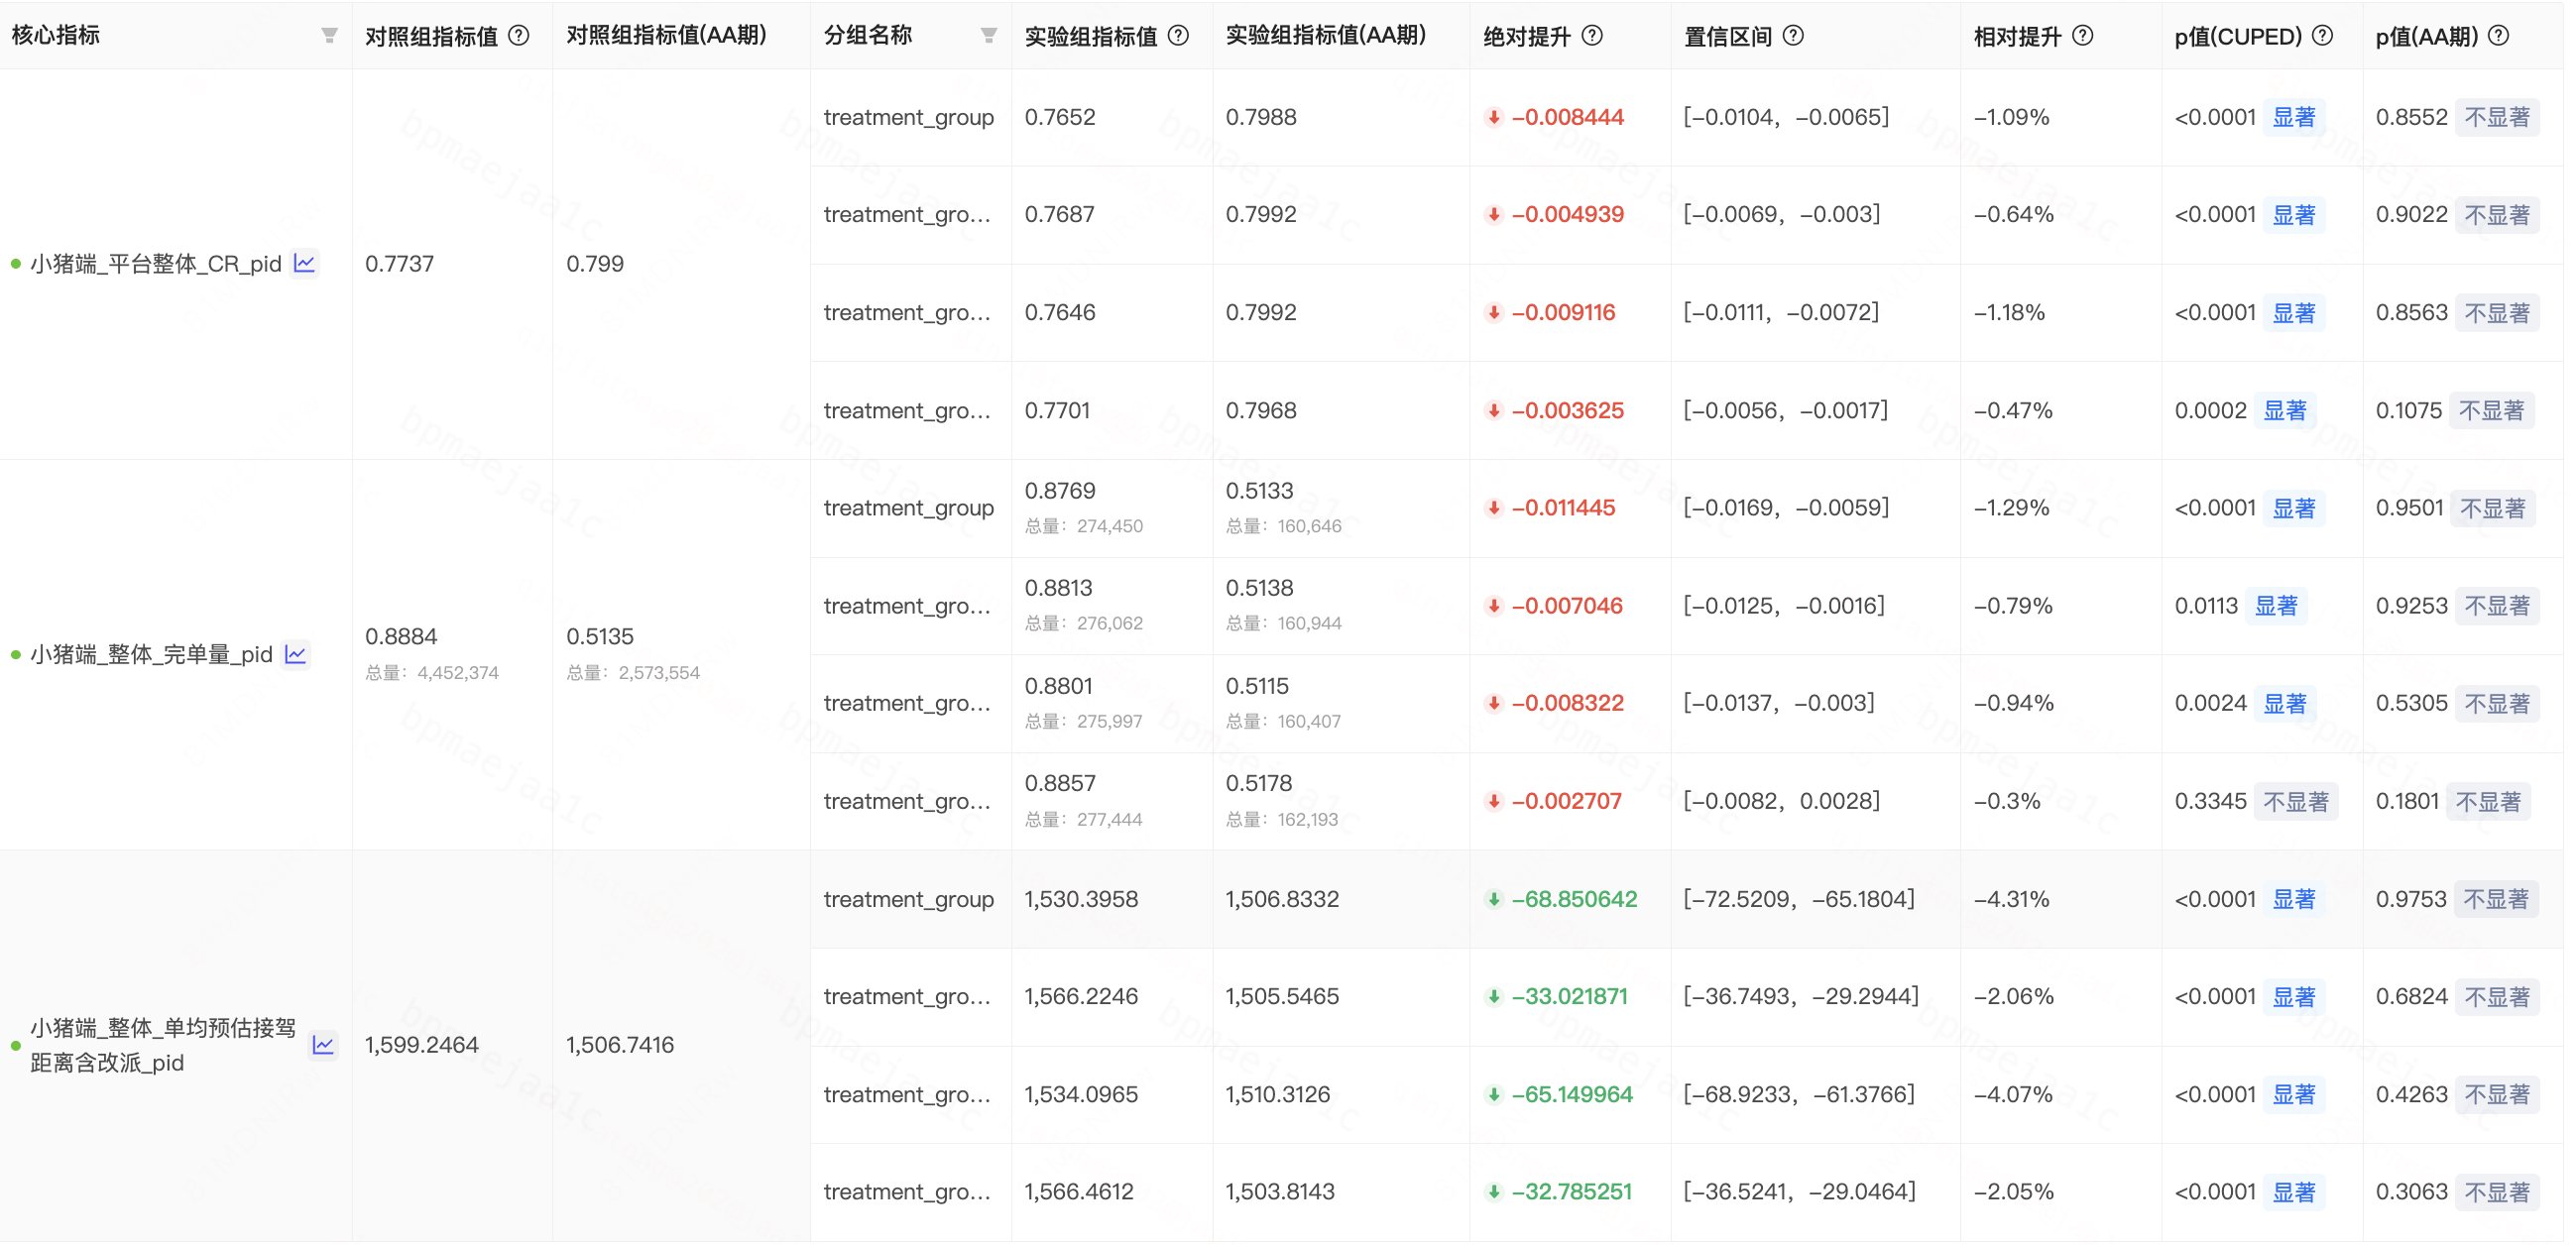 核心指标 对照组指标值 对照组指标值(AA期) 分组名称 实验组指标值 实验组指标值(AA期) 绝对提升 置信区间 相对提升 p值(CUPED) p值(AA期)
小猪端_平台整体_CR_pid 0.7737 0.799
treatment_group 0.7652 0.7988 -0.008444 [-0.0104, -0.0065] -1.09% <0.0001 显著 0.8552 不显著
treatment_gro... 0.7687 0.7992 -0.004939 [-0.0069, -0.003] -0.64% <0.0001 显著 0.9022 不显著
treatment_gro... 0.7646 0.7992 -0.009116 [-0.0111, -0.0072] -1.18% <0.0001 显著 0.8563 不显著
treatment_gro... 0.7701 0.7968 -0.003625 [-0.0056, -0.0017] -0.47% 0.0002 显著 0.1075 不显著
小猪端_整体_完单量_pid 0.8884 0.5135
总量: 4,452,374 总量: 2,573,554
treatment_group 0.8769 0.5133 -0.011445 [-0.0169, -0.0059] -1.29% <0.0001 显著 0.9501 不显著
总量: 274,450 总量: 160,646
treatment_gro... 0.8813 0.5138 -0.007046 [-0.0125, -0.0016] -0.79% 0.0113 显著 0.9253 不显著
总量: 276,062 总量: 160,944
treatment_gro... 0.8801 0.5115 -0.008322 [-0.0137, -0.003] -0.94% 0.0024 显著 0.5305 不显著
总量: 275,997 总量: 160,407
treatment_gro... 0.8857 0.5178 -0.002707 [-0.0082, 0.0028] -0.3% 0.3345 不显著 0.1801 不显著
总量: 277,444 总量: 162,193
小猪端_整体_单均预估接驾
距离含改派_pid
1,599.2464 1,506.7416
treatment_group 1,530.3958 1,506.8332 -68.850642 [-72.5209, -65.1804] -4.31% <0.0001 显著 0.9753 不显著
treatment_gro... 1,566.2246 1,505.5465 -33.021871 [-36.7493, -29.2944] -2.06% <0.0001 显著 0.6824 不显著
treatment_gro... 1,534.0965 1,510.3126 -65.149964 [-68.9233, -61.3766] -4.07% <0.0001 显著 0.4263 不显著
treatment_gro... 1,566.4612 1,503.8143 -32.785251 [-36.5241, -29.0464] -2.05% <0.0001 显著 0.3063 不显著
bpmaejaa1c